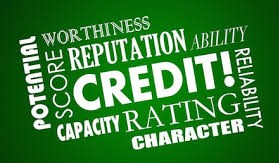 WORTHINESS
POTENTIAL
SCORE
REPUTATION
ABILITY
CREDIT!
RELIABILITY
CAPACITY
RATING
CHARACTER